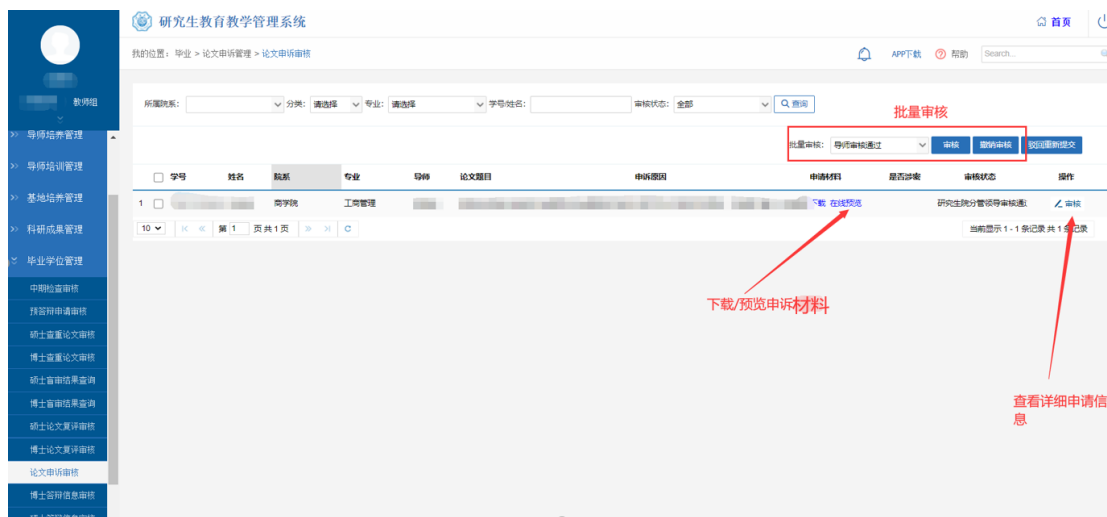 研究生教育教学管理系统
首页
我的位置：毕业 > 论文申诉管理 > 论文申诉审核
APP下载 帮助 Search...
教师组
所属院系： 分类：请选择 专业：请选择 学号/姓名： 审核状态：全部 查询
批量审核
批量审核：导师审核通过 审核 撤销审核 驳回重新提交
学号 姓名 院系 专业 导师 论文题目 申诉原因 申请材料 是否涉密 审核状态 操作
1 商学院 工商管理 下载 在线预览 研究生院分管领导审核通 审核
10 第 1 页共1页 当前显示 1 - 1 条记录 共 1 条记录
下载/预览申诉材料
查看详细申请信
息
导师培养管理
导师培训管理
基地培养管理
科研成果管理
毕业学位管理
中期检查审核
预答辩申请审核
硕士查重论文审核
博士查重论文审核
硕士盲审结果查询
博士盲审结果查询
硕士论文复评审核
博士论文复评审核
论文申诉审核
博士答辩信息审核